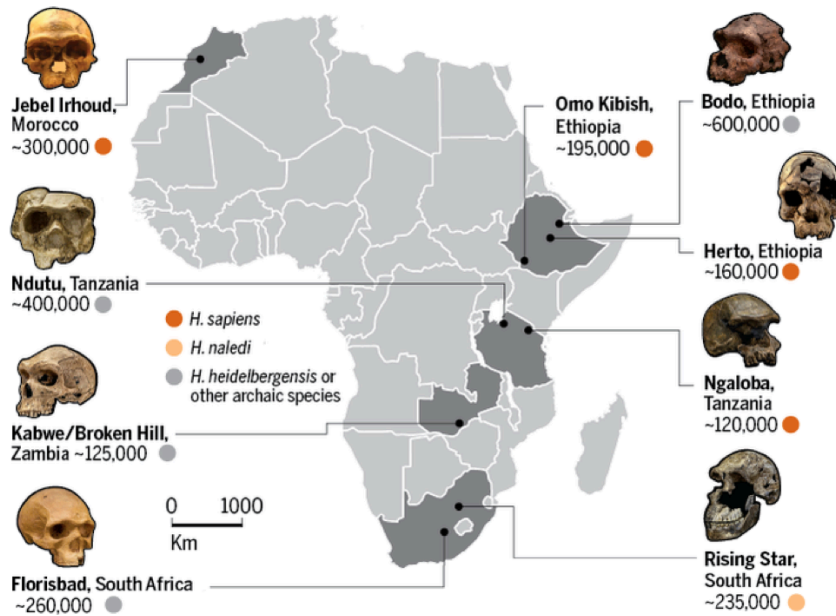 Jebel Irhoud,
Morocco
~300,000
Ndutu, Tanzania
~400,000
Kabwe/Broken Hill,
Zambia ~125,000
Florisbad, South Africa
~260,000
H. sapiens
H. naledi
H. heidelbergensis or
other archaic species
0 1000
Km
Omo Kibish,
Ethiopia
~195,000
Bodo, Ethiopia
~600,000
Herto, Ethiopia
~160,000
Ngaloba,
Tanzania
~120,000
Rising Star,
South Africa
~235,000